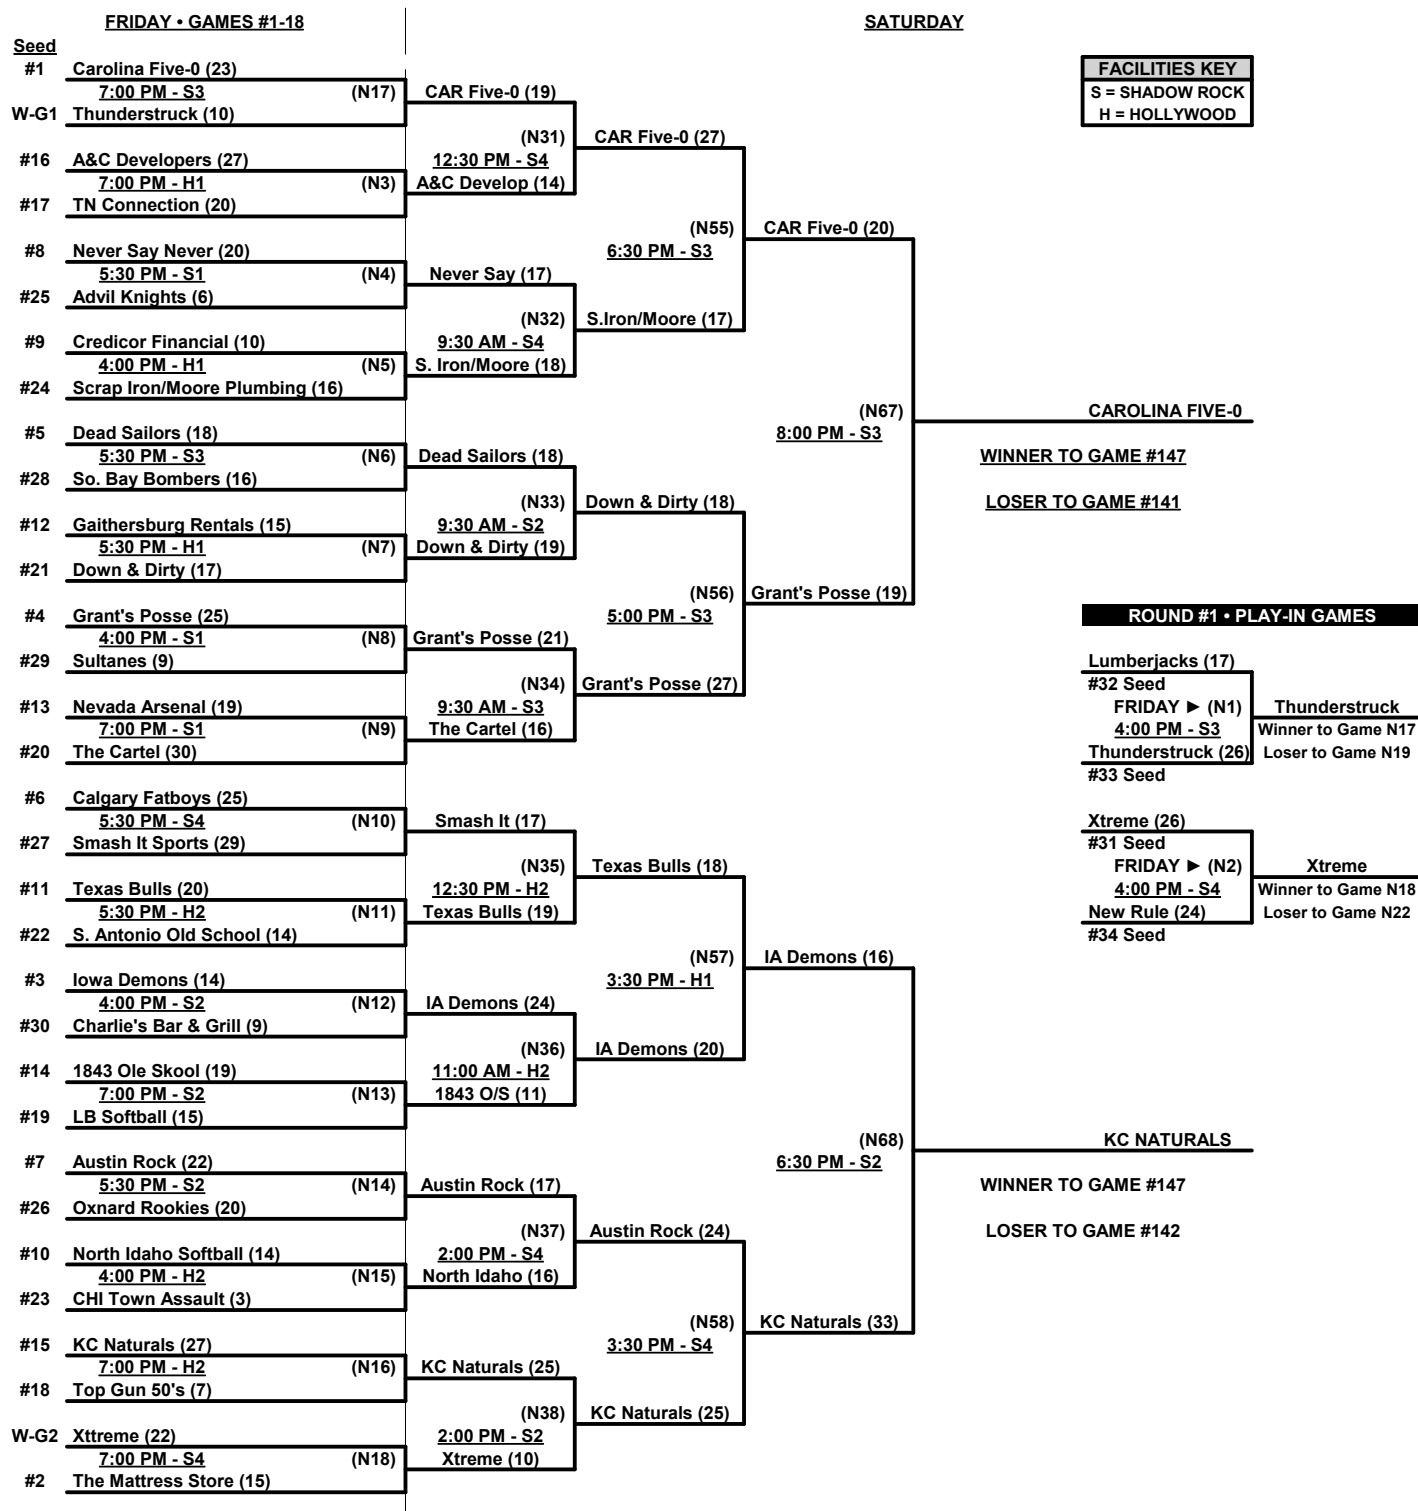 FRIDAY • GAMES #1-18
SATURDAY
Seed
#1 Carolina Five-0 (23)
7:00 PM - S3 (N17)
W-G1 Thunderstruck (10)
#16 A&C Developers (27)
7:00 PM - H1 (N3)
#17 TN Connection (20)
#8 Never Say Never (20)
5:30 PM - S1 (N4)
#25 Advil Knights (6)
#9 Credicor Financial (10)
4:00 PM - H1 (N5)
#24 Scrap Iron/Moore Plumbing (16)
#5 Dead Sailors (18)
5:30 PM - S3 (N6)
#28 So. Bay Bombers (16)
#12 Gaithersburg Rentals (15)
5:30 PM - H1 (N7)
#21 Down & Dirty (17)
#4 Grant's Posse (25)
4:00 PM - S1 (N8)
#29 Sultanes (9)
#13 Nevada Arsenal (19)
7:00 PM - S1 (N9)
#20 The Cartel (30)
#6 Calgary Fatboys (25)
5:30 PM - S4 (N10)
#27 Smash It Sports (29)
#11 Texas Bulls (20)
5:30 PM - H2 (N11)
#22 S. Antonio Old School (14)
#3 Iowa Demons (14)
4:00 PM - S2 (N12)
#30 Charlie's Bar & Grill (9)
#14 1843 Ole Skool (19)
7:00 PM - S2 (N13)
#19 LB Softball (15)
#7 Austin Rock (22)
5:30 PM - S2 (N14)
#26 Oxnard Rookies (20)
#10 North Idaho Softball (14)
4:00 PM - H2 (N15)
#23 CHI Town Assault (3)
#15 KC Naturals (27)
7:00 PM - H2 (N16)
#18 Top Gun 50's (7)
W-G2 Xttreme (22)
7:00 PM - S4 (N18)
#2 The Mattress Store (15)
CAR Five-0 (19)
(N31)
12:30 PM - S4
A&C Develop (14)
Never Say (17)
(N32)
9:30 AM - S4
S. Iron/Moore (18)
Dead Sailors (18)
(N33)
9:30 AM - S2
Down & Dirty (19)
Grant's Posse (21)
(N34)
9:30 AM - S3
The Cartel (16)
Smash It (17)
(N35)
12:30 PM - H2
Texas Bulls (19)
IA Demons (24)
(N36)
11:00 AM - H2
1843 O/S (11)
Austin Rock (17)
(N37)
2:00 PM - S4
North Idaho (16)
KC Naturals (25)
(N38)
2:00 PM - S2
Xtreme (10)
CAR Five-0 (27)
(N55)
6:30 PM - S3
S.Iron/Moore (17)
Down & Dirty (18)
(N56)
5:00 PM - S3
Grant's Posse (27)
Texas Bulls (18)
(N57)
3:30 PM - H1
IA Demons (20)
Austin Rock (24)
(N58)
3:30 PM - S4
KC Naturals (25)
CAR Five-0 (20)
(N67)
8:00 PM - S3
Grant's Posse (19)
IA Demons (16)
(N68)
6:30 PM - S2
KC Naturals (33)
CAROLINA FIVE-0
WINNER TO GAME #147
LOSER TO GAME #141
KC NATURALS
WINNER TO GAME #147
LOSER TO GAME #142
FACILITIES KEY
S = SHADOW ROCK
H = HOLLYWOOD
ROUND #1 • PLAY-IN GAMES
Lumberjacks (17)
#32 Seed
FRIDAY ► (N1) Thunderstruck
4:00 PM - S3 Winner to Game N17
Thunderstruck (26) Loser to Game N19
#33 Seed
Xtreme (26)
#31 Seed
FRIDAY ► (N2) Xtreme
4:00 PM - S4 Winner to Game N18
New Rule (24) Loser to Game N22
#34 Seed